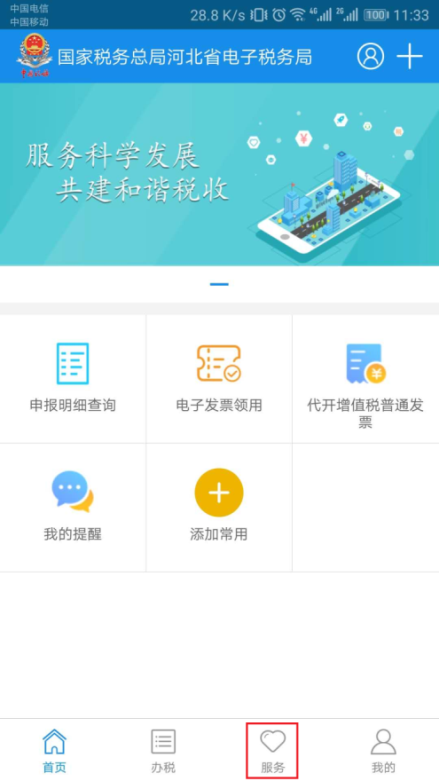 中国电信
中国移动
28.8 K/s 4G 2G 100 11:33
国家税务总局河北省电子税务局
服务科学发展
共建和谐税收
申报明细查询
电子发票领用
代开增值税普通发
票
我的提醒
添加常用
首页
办税
服务
我的